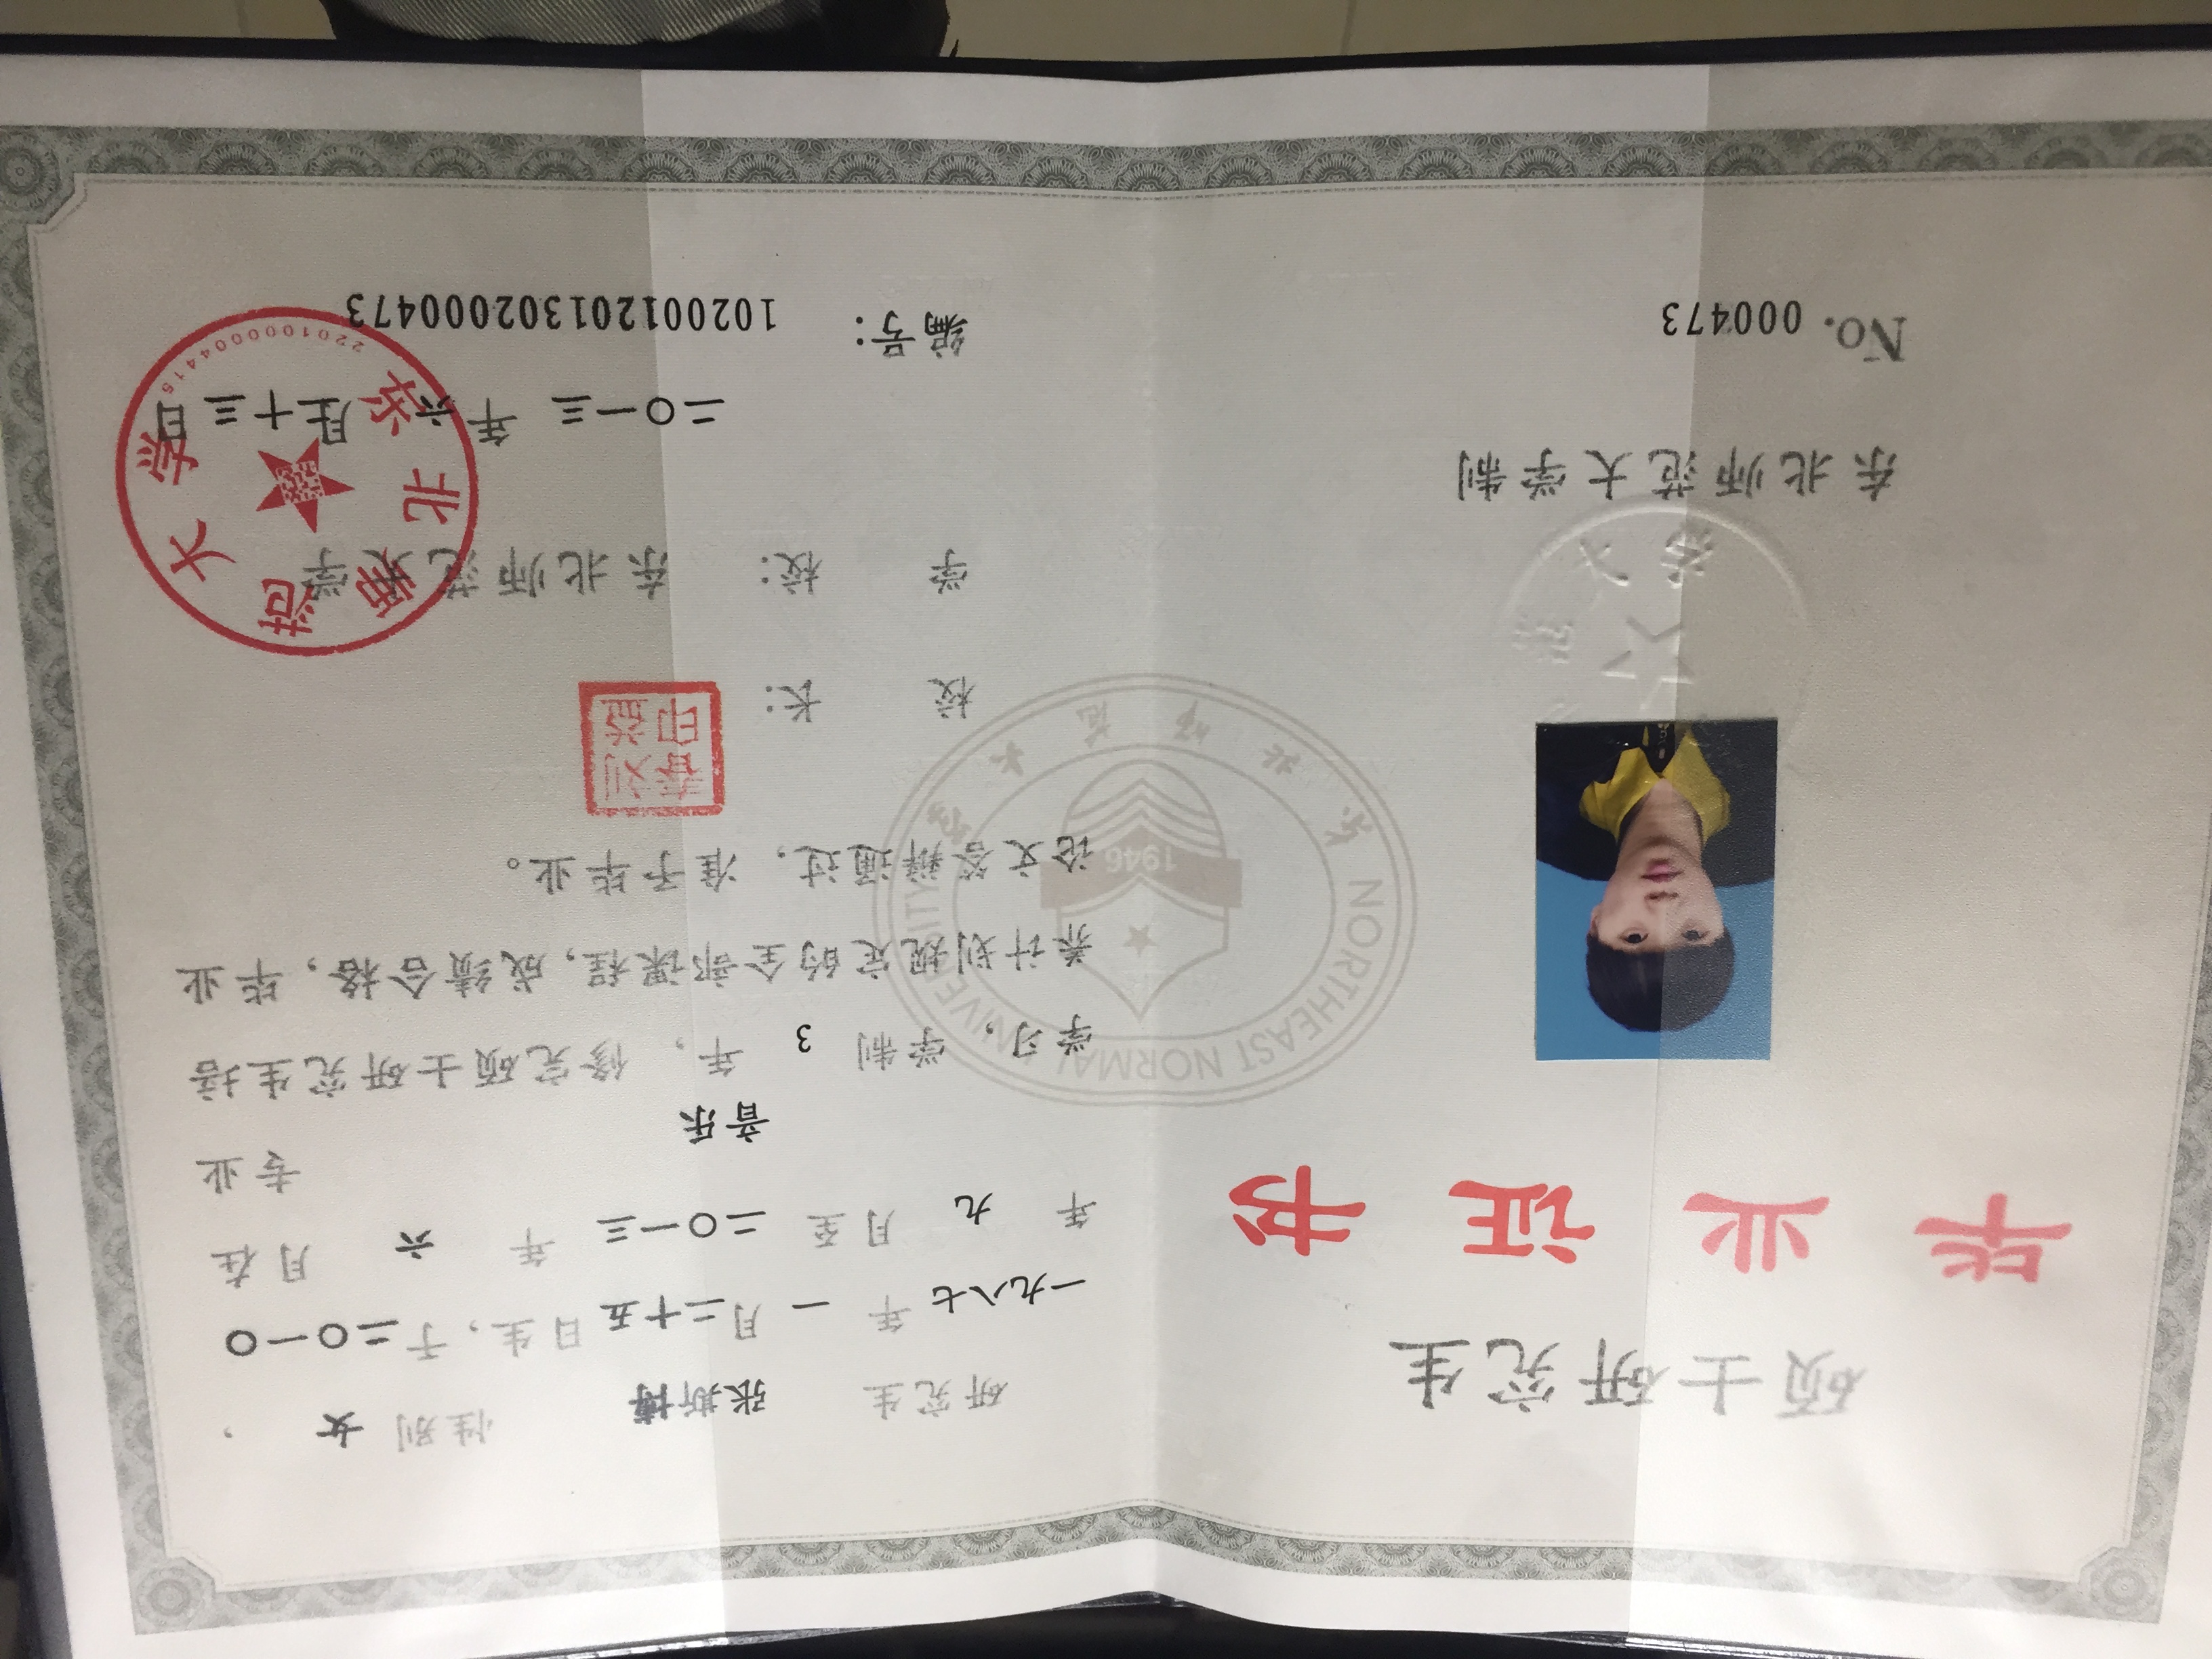 硕士研究生
毕业证书
东北师范大学制
No. 000473
研究生 张斯博 性别 女 ,
一九八七 年 一 月 二十五 日生, 于 二〇一〇
年 九 月至 二〇一三 年 六 月在
音乐 专业
学习, 学制 3 年, 修完硕士研究生培
养计划规定的全部课程, 成绩合格, 毕业
论文答辩通过, 准予毕业。
校 长:
刘益春印
学 校: 东北师范大学
二〇一三 年 六 月 二十三 日
编号: 102001201302000473
东北师范大学
2201000004415
NORTHEAST NORMAL UNIVERSITY
1946
东北师范大学